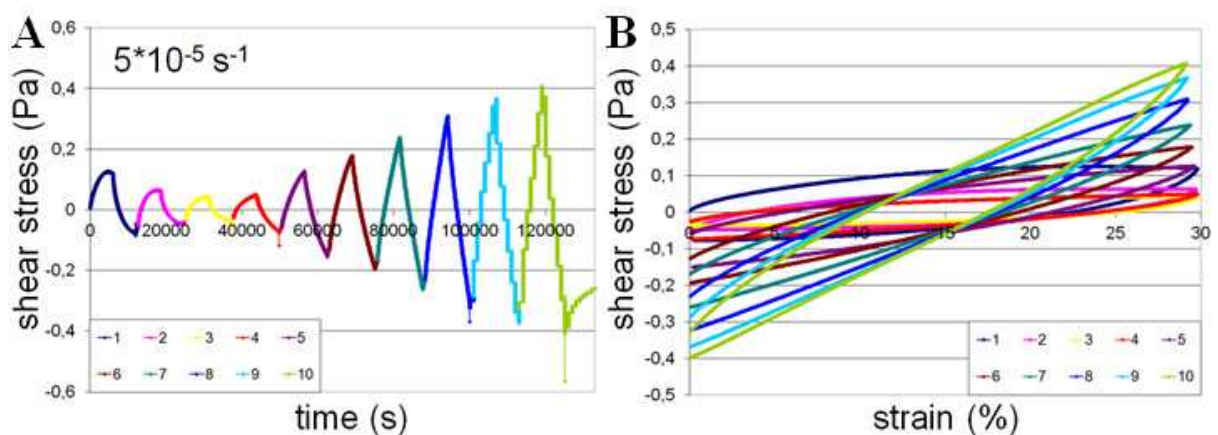 A
5*10⁻⁵ s⁻¹
shear stress (Pa)
0,6
0,4
0,2
0
-0,2
-0,4
-0,6
0 20000 40000 60000 80000 100000 120000
1 2 3 4 5
6 7 8 9 10
time (s)
B
shear stress (Pa)
0,5
0,4
0,3
0,2
0,1
0
-0,1
-0,2
-0,3
-0,4
-0,5
0 5 10 15 20 25 30
1 2 3 4 5
6 7 8 9 10
strain (%)